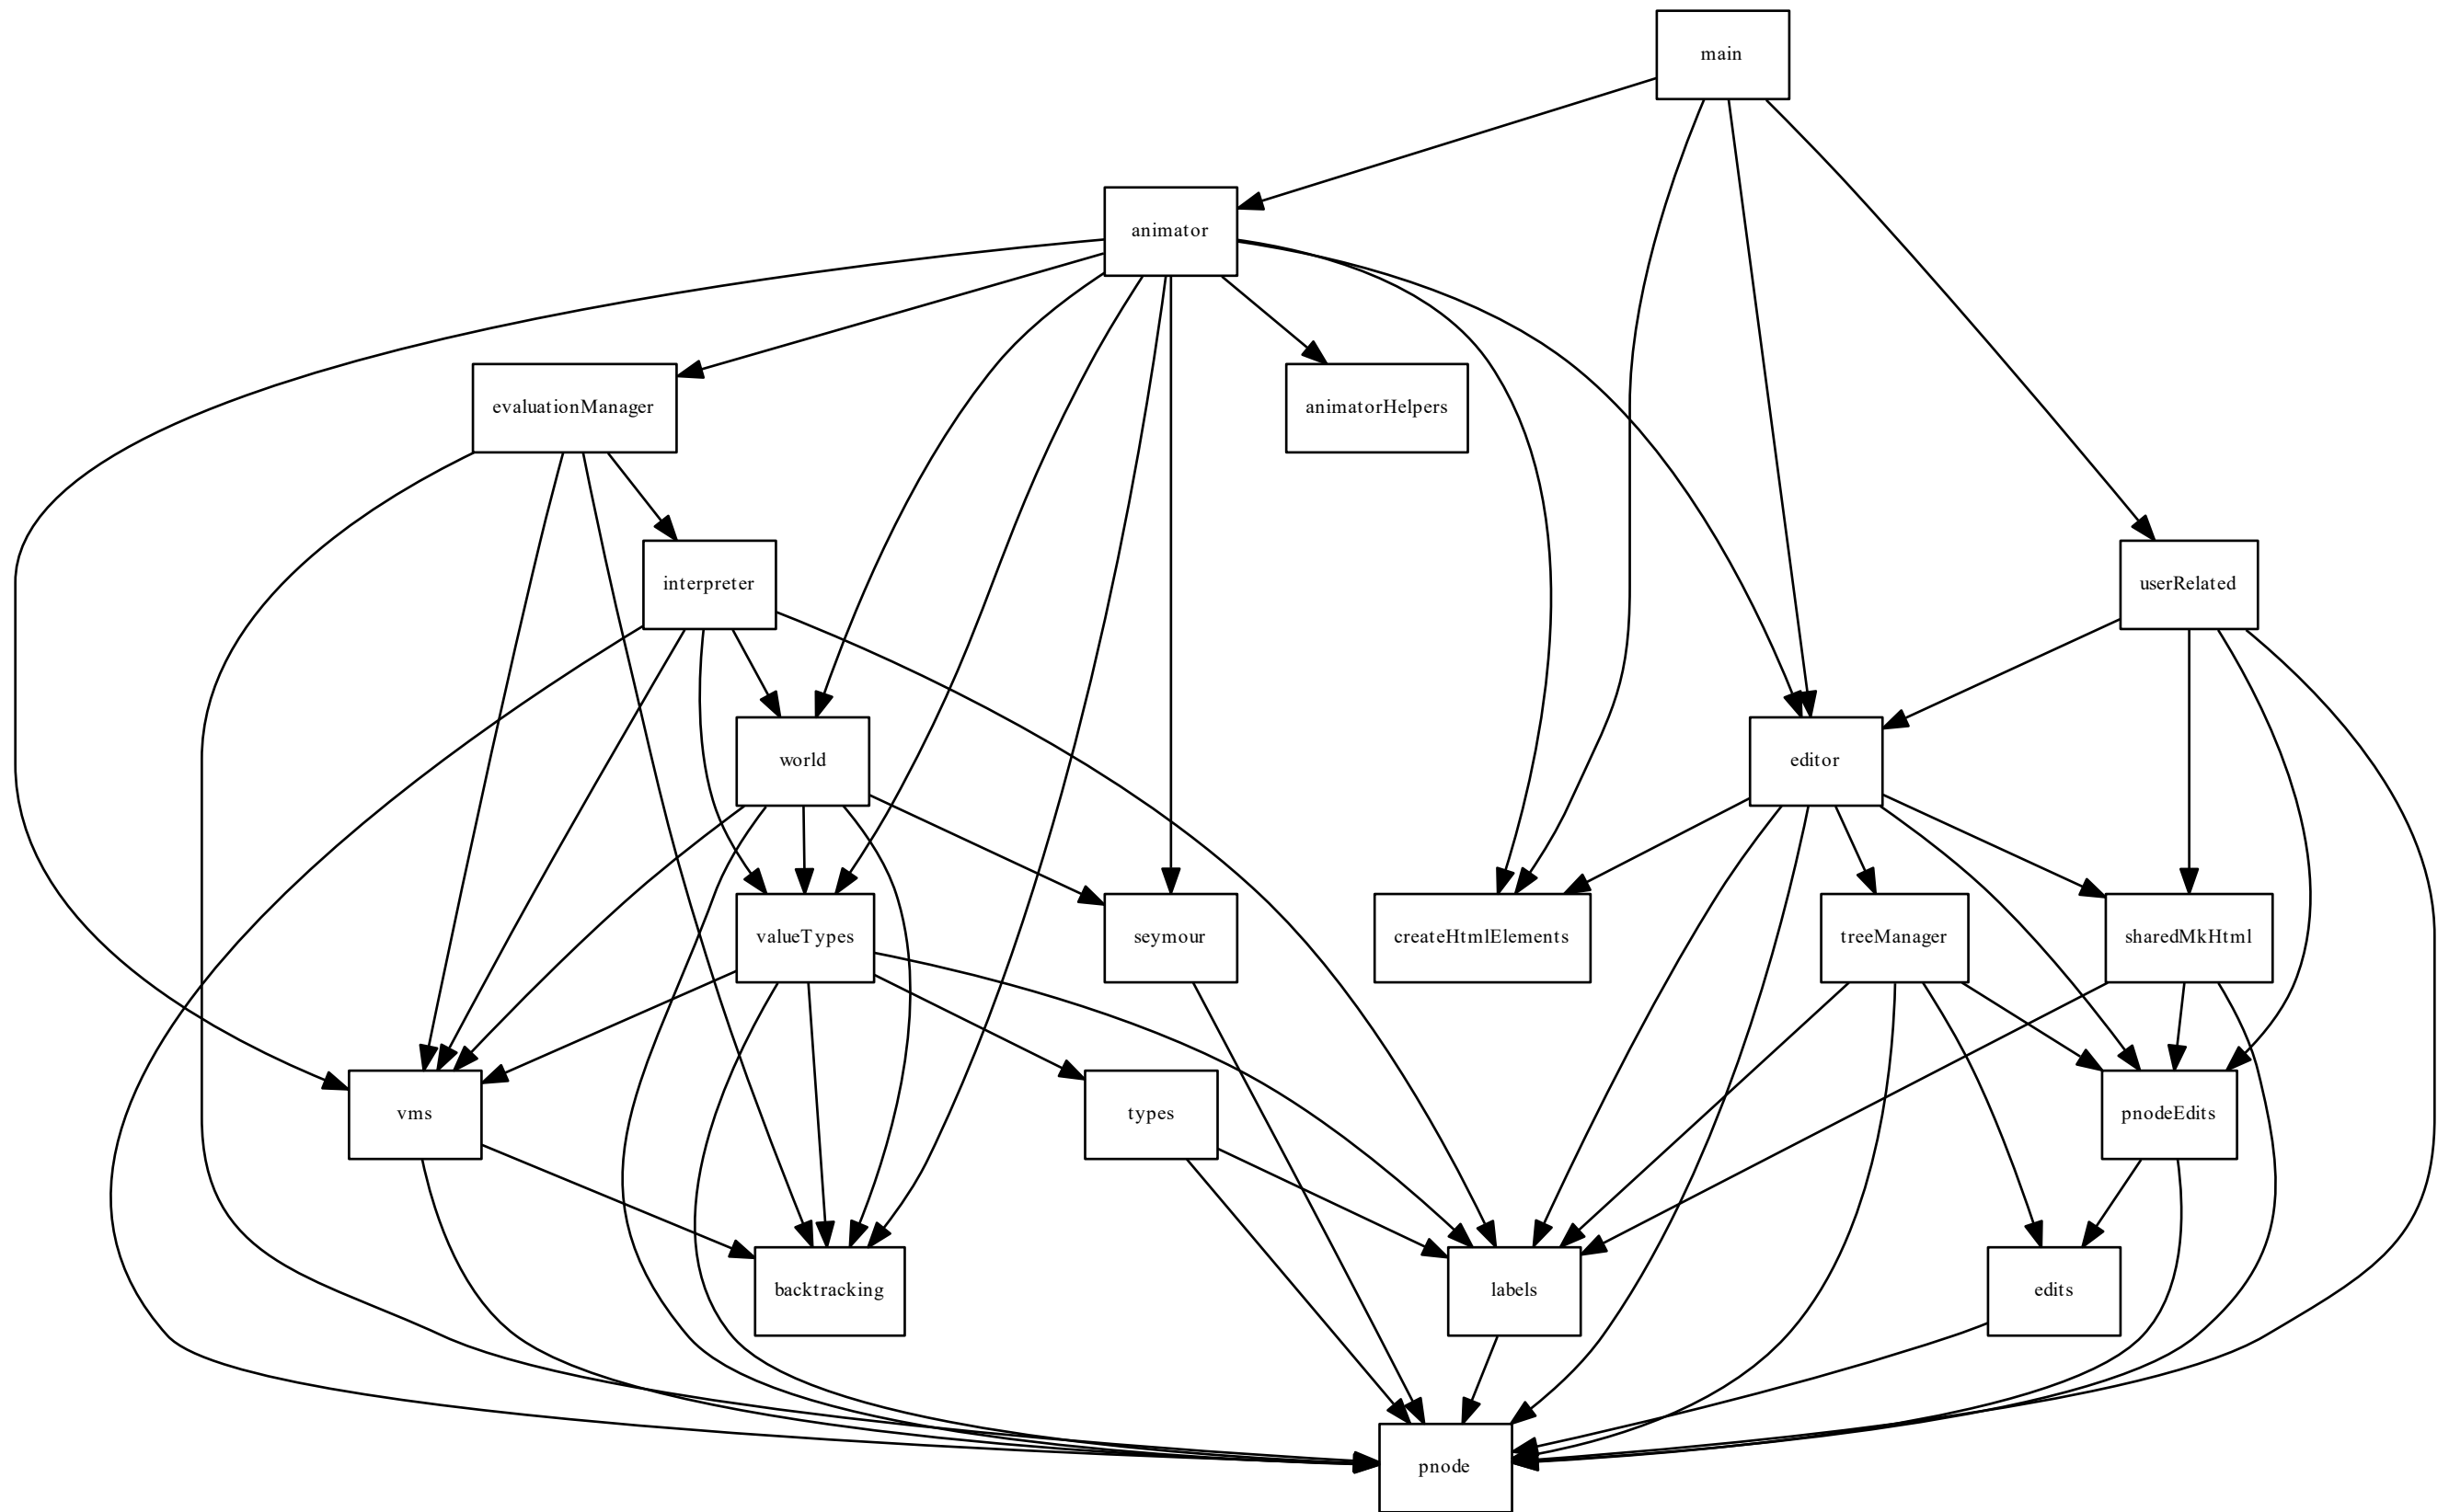 main
animator
evaluationManager
animatorHelpers
interpreter
userRelated
world
editor
valueTypes
seymour
createHtmlElements
treeManager
sharedMkHtml
vms
types
pnodeEdits
backtracking
labels
edits
pnode